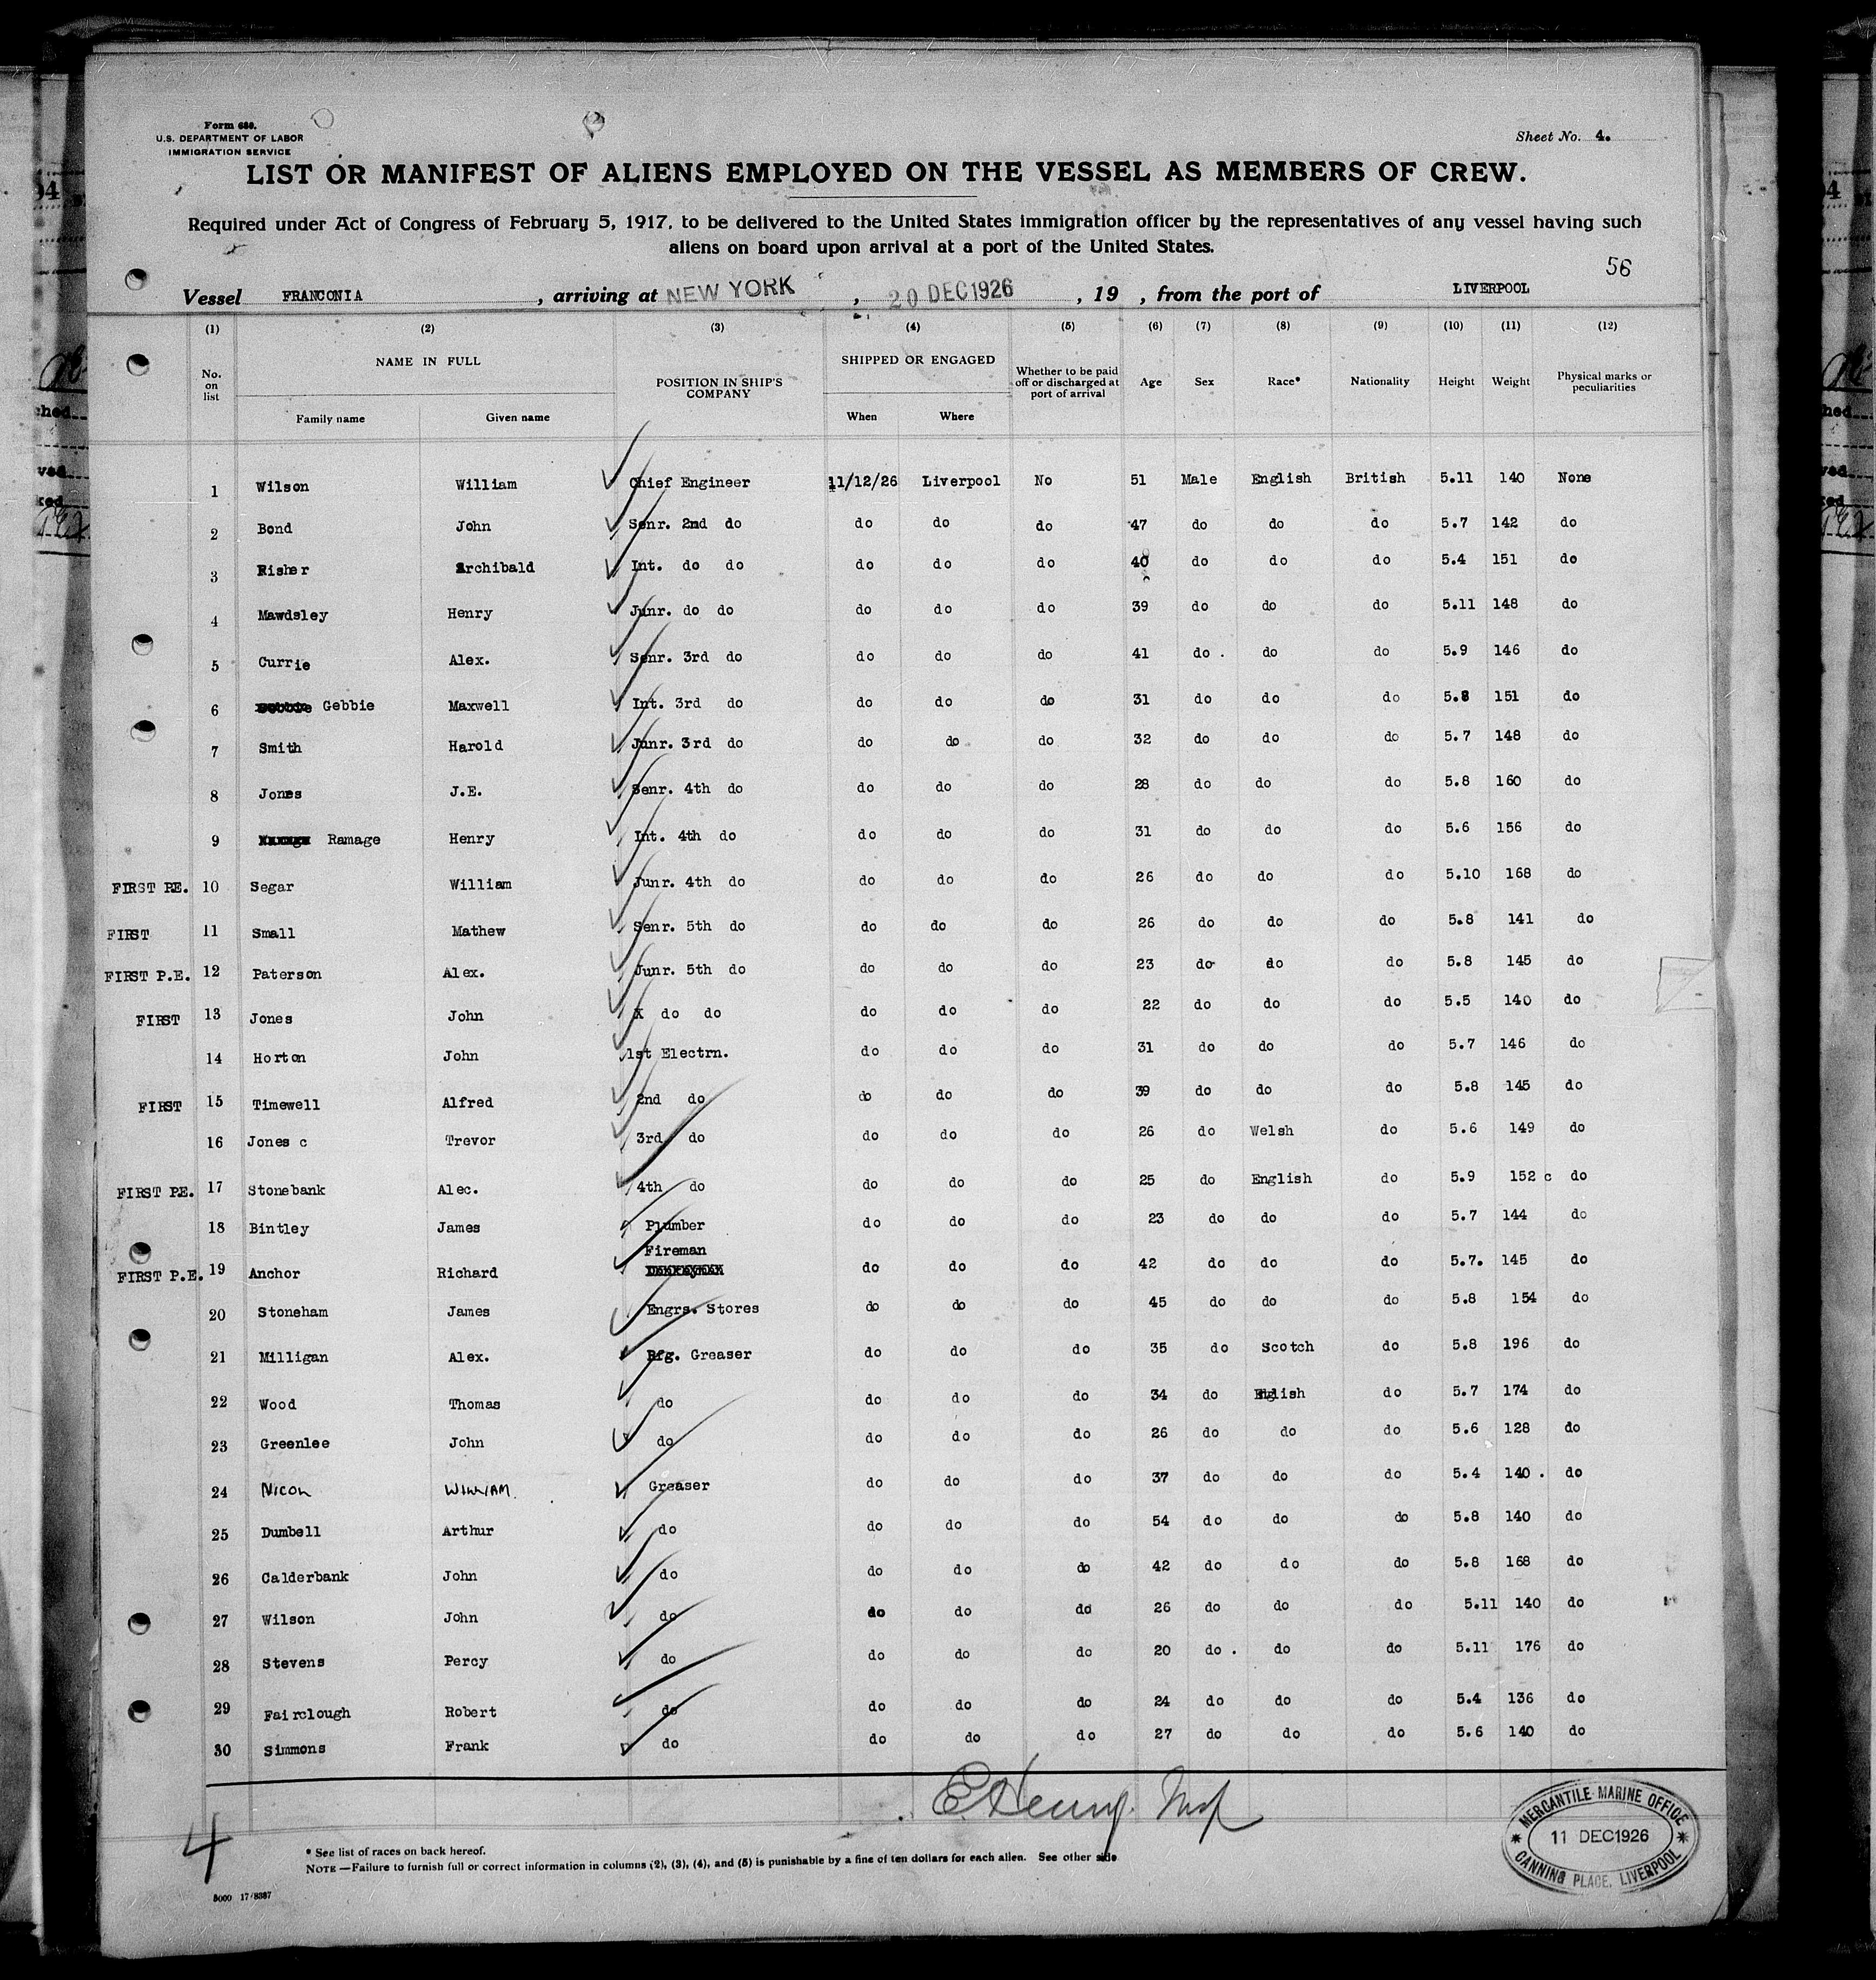 Form 680.
U.S. DEPARTMENT OF LABOR
IMMIGRATION SERVICE
Sheet No. 4.
LIST OR MANIFEST OF ALIENS EMPLOYED ON THE VESSEL AS MEMBERS OF CREW.
Required under Act of Congress of February 5, 1917, to be delivered to the United States immigration officer by the representatives of any vessel having such
aliens on board upon arrival at a port of the United States.
56
Vessel FRANCONIA, arriving at NEW YORK, 20 DEC 1926, 19 , from the port of LIVERPOOL
(1) (2) (3) (4) (5) (6) (7) (8) (9) (10) (11) (12)
No. on list NAME IN FULL Family name Given name POSITION IN SHIP'S COMPANY SHIPPED OR ENGAGED When Where Whether to be paid off or discharged at port of arrival Age Sex Race* Nationality Height Weight Physical marks or peculiarities
1 Wilson William Chief Engineer 11/12/26 Liverpool No 51 Male English British 5.11 140 None
2 Bond John Senr. 2nd do do do do 47 do do do 5.7 142 do
3 Fisher Archibald Int. do do do do do 40 do do do 5.4 151 do
4 Mawdsley Henry Junr. do do do do do 39 do do do 5.11 148 do
5 Currie Alex. Senr. 3rd do do do do 41 do . do do 5.9 146 do
6 Gebbie Maxwell Int. 3rd do do do do 31 do do do 5.8 151 do
7 Smith Harold Junr. 3rd do do do do 32 do do do 5.7 148 do
8 Jones J.E. Senr. 4th do do do do 28 do do do 5.8 160 do
9 Ramage Henry Int. 4th do do do do 31 do do do 5.6 156 do
FIRST P.E. 10 Segar William Junr. 4th do do do do 26 do do do 5.10 168 do
FIRST 11 Small Mathew Senr. 5th do do do do 26 do do do 5.8 141 do
FIRST P.E. 12 Paterson Alex. Junr. 5th do do do do 23 do do do 5.8 145 do
FIRST 13 Jones John X do do do do do 22 do do do 5.5 140 do
14 Horton John 1st Electrn. do do do 31 do do do 5.7 146 do
FIRST 15 Timewell Alfred 2nd do do do do 39 do do do 5.8 145 do
16 Jones c Trevor 3rd do do do do 26 do Welsh do 5.6 149 do
FIRST P.E. 17 Stonebank Alec. 4th do do do do 25 do English do 5.9 152 c do
18 Bintley James Plumber do do do 23 do do do 5.7 144 do
FIRST P.E. 19 Anchor Richard Fireman do do do 42 do do do 5.7. 145 do
20 Stoneham James Engrs. Stores do do do 45 do do do 5.8 154 do
21 Milligan Alex. Rfg. Greaser do do do 35 do Scotch do 5.8 196 do
22 Wood Thomas do do do do 34 do English do 5.7 174 do
23 Greenlee John do do do do 26 do do do 5.6 128 do
24 Nicol William. Greaser do do do 37 do do do 5.4 140 . do
25 Dumbell Arthur do do do do 54 do do do 5.8 140 do
26 Calderbank John do do do do 42 do do do 5.8 168 do
27 Wilson John do do do do 26 do do do 5.11 140 do
28 Stevens Percy do do do do 20 do . do do 5.11 176 do
29 Fairclough Robert do do do do 24 do do do 5.4 136 do
30 Simmons Frank do do do do 27 do do do 5.6 140 do
4
MERCANTILE MARINE OFFICE
11 DEC 1926
CANNING PLACE, LIVERPOOL
* See list of races on back hereof.
NOTE—Failure to furnish full or correct information in columns (2), (3), (4), and (5) is punishable by a fine of ten dollars for each alien. See other side
5000 17/8387